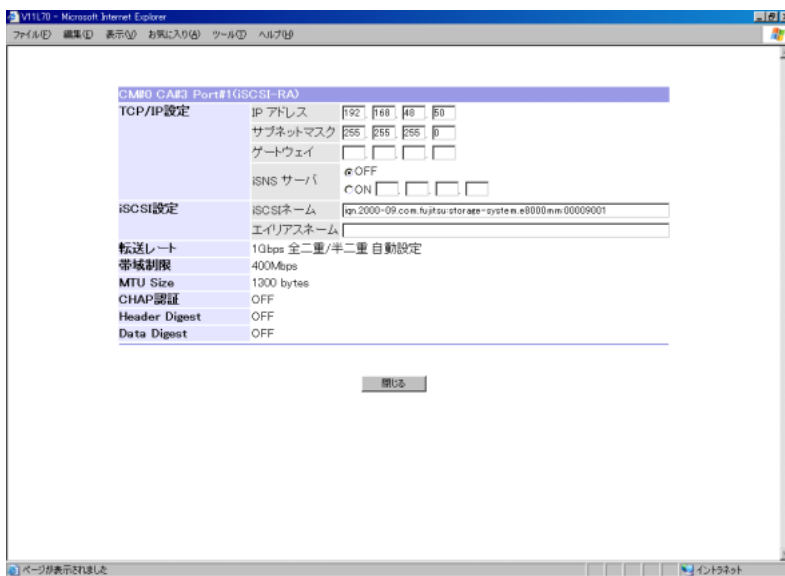 V11L70 - Microsoft Internet Explorer
ファイル(F) 編集(E) 表示(V) お気に入り(A) ツール(T) ヘルプ(H)
CM#0 CA#3 Port#1(iSCSI-RA)
TCP/IP設定 IP アドレス 192 . 168 . 48 . 50
サブネットマスク 255 . 255 . 255 . 0
ゲートウェイ . . .
iSNS サーバ OFF
ON . . .
iSCSI設定 iSCSIネーム iqn.2000-09.com.fujitsu:storage-system.e8000mm:00009001
エイリアスネーム
転送レート 1Gbps 全二重/半二重 自動設定
帯域制限 400Mbps
MTU Size 1300 bytes
CHAP認証 OFF
Header Digest OFF
Data Digest OFF
閉じる
ページが表示されました イントラネット